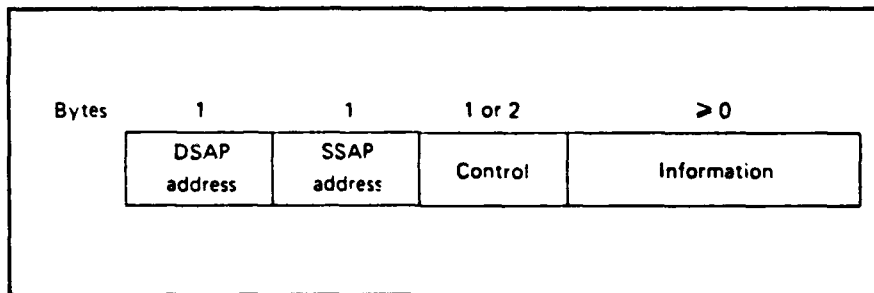 Bytes 1 1 1 or 2 ⩾ 0
DSAP address SSAP address Control Information